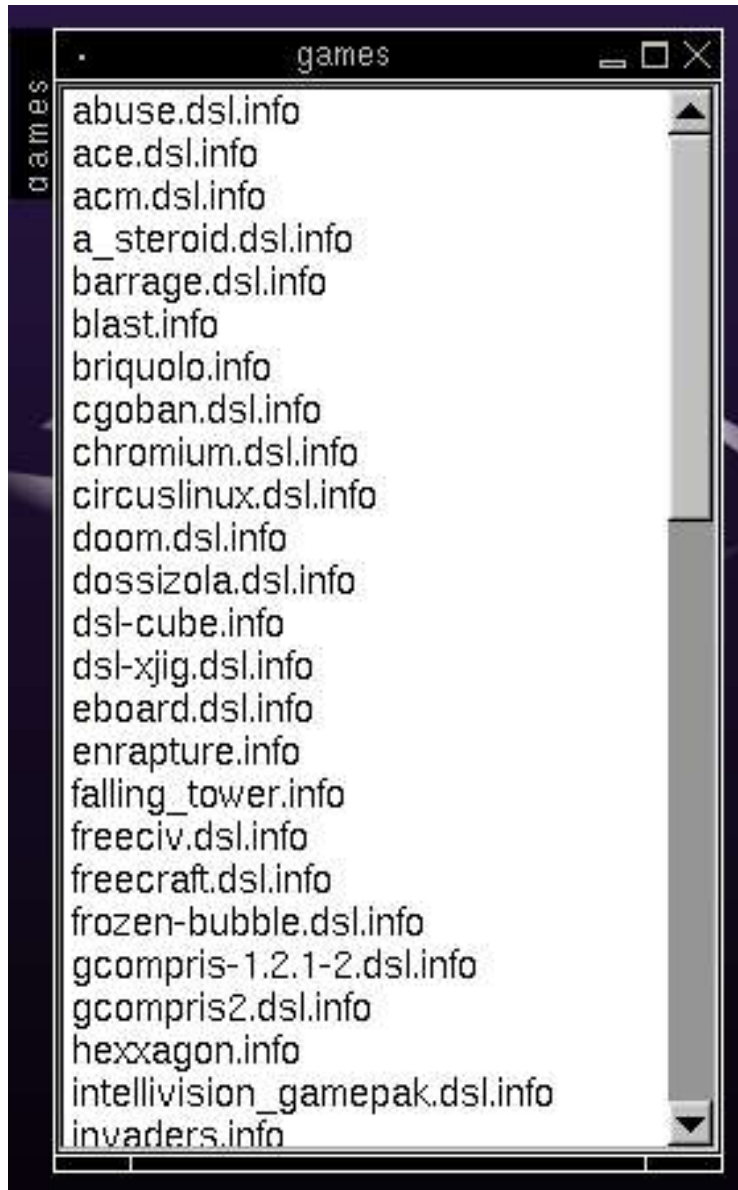 games
games
abuse.dsl.info
ace.dsl.info
acm.dsl.info
a_steroid.dsl.info
barrage.dsl.info
blast.info
briquolo.info
cgoban.dsl.info
chromium.dsl.info
circuslinux.dsl.info
doom.dsl.info
dossizola.dsl.info
dsl-cube.info
dsl-xjig.dsl.info
eboard.dsl.info
enrapture.info
falling_tower.info
freeciv.dsl.info
freecraft.dsl.info
frozen-bubble.dsl.info
gcompris-1.2.1-2.dsl.info
gcompris2.dsl.info
hexxagon.info
intellivision_gamepak.dsl.info
invaders.info